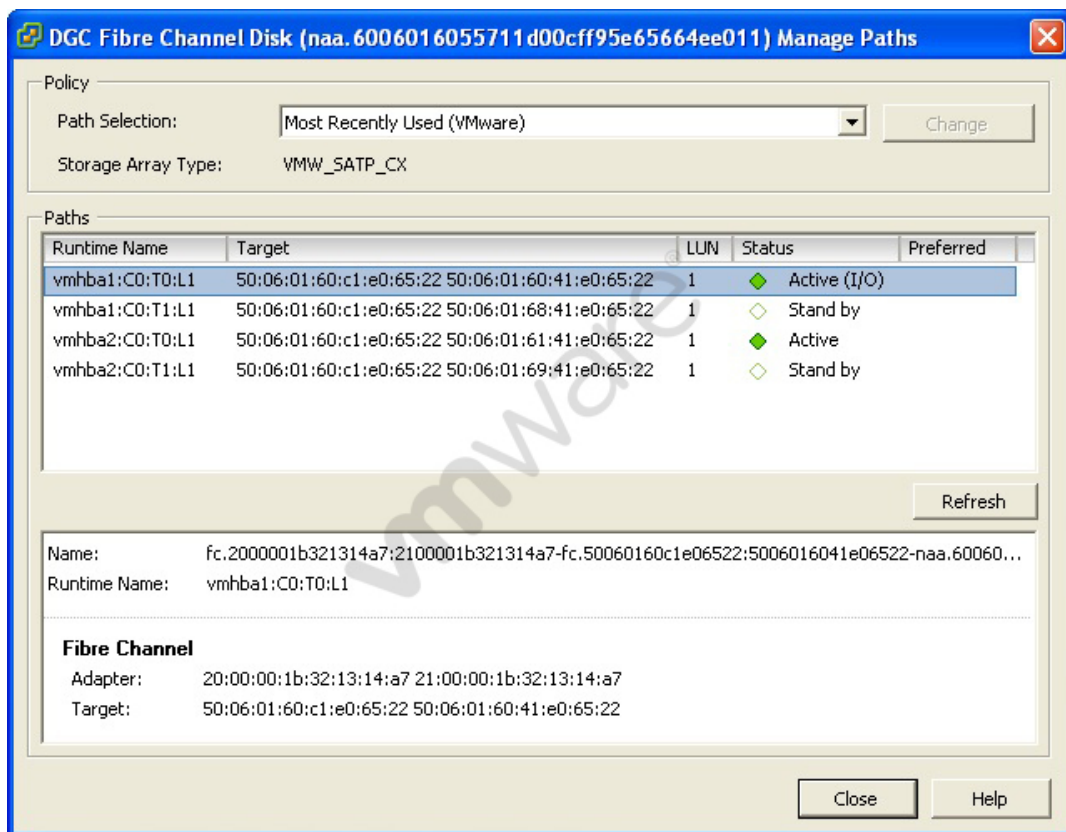 DGC Fibre Channel Disk (naa.6006016055711d00cff95e65664ee011) Manage Paths
Policy
Path Selection: Most Recently Used (VMware) Change
Storage Array Type: VMW_SATP_CX
Paths
Runtime Name Target LUN Status Preferred
vmhba1:C0:T0:L1 50:06:01:60:c1:e0:65:22 50:06:01:60:41:e0:65:22 1 Active (I/O)
vmhba1:C0:T1:L1 50:06:01:60:c1:e0:65:22 50:06:01:68:41:e0:65:22 1 Stand by
vmhba2:C0:T0:L1 50:06:01:60:c1:e0:65:22 50:06:01:61:41:e0:65:22 1 Active
vmhba2:C0:T1:L1 50:06:01:60:c1:e0:65:22 50:06:01:69:41:e0:65:22 1 Stand by
vmware®
Refresh
Name: fc.2000001b321314a7:2100001b321314a7-fc.50060160c1e06522:5006016041e06522-naa.60060...
Runtime Name: vmhba1:C0:T0:L1
Fibre Channel
Adapter: 20:00:00:1b:32:13:14:a7 21:00:00:1b:32:13:14:a7
Target: 50:06:01:60:c1:e0:65:22 50:06:01:60:41:e0:65:22
Close Help